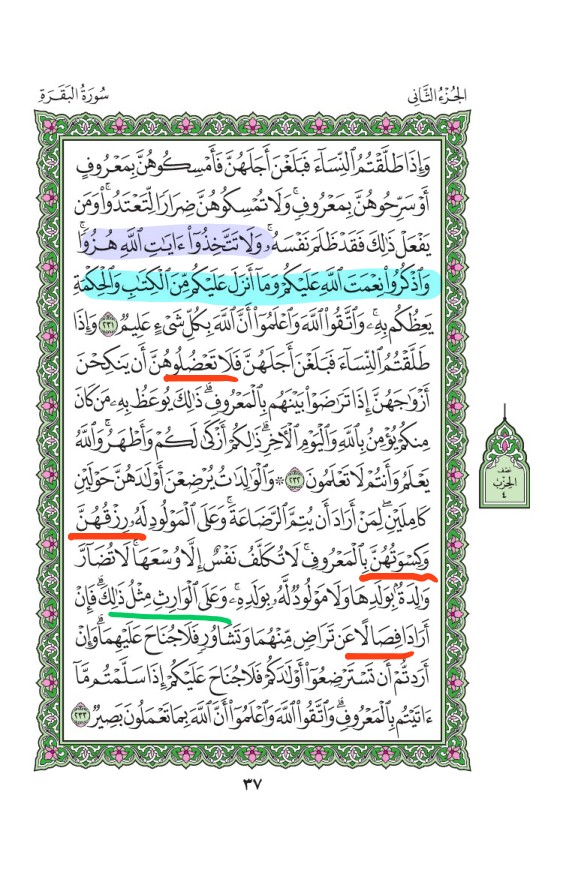 الجُزءُ الثَّانِي
سُورَةُ البَقَرَةِ
وَإِذَا طَلَّقْتُمُ ٱلنِّسَآءَ فَبَلَغْنَ أَجَلَهُنَّ فَأَمْسِكُوهُنَّ بِمَعْرُوفٍ
أَوْ سَرِّحُوهُنَّ بِمَعْرُوفٖۚ وَلَا تُمْسِكُوهُنَّ ضِرَارٗا لِّتَعْتَدُواْۚ وَمَن
يَفْعَلْ ذَٰلِكَ فَقَدْ ظَلَمَ نَفْسَهُۥۚ وَلَا تَتَّخِذُوٓاْ ءَايَٰتِ ٱللَّهِ هُزُوٗاۚ
وَٱذْكُرُواْ نِعْمَتَ ٱللَّهِ عَلَيْكُمْ وَمَآ أَنزَلَ عَلَيْكُم مِّنَ ٱلْكِتَٰبِ وَٱلْحِكْمَةِ
يَعِظُكُم بِهِۦۚ وَٱتَّقُواْ ٱللَّهَ وَٱعْلَمُوٓاْ أَنَّ ٱللَّهَ بِكُلِّ شَيْءٍ عَلِيمٞ ٢٣١ وَإِذَا
طَلَّقْتُمُ ٱلنِّسَآءَ فَبَلَغْنَ أَجَلَهُنَّ فَلَا تَعْضُلُوهُنَّ أَن يَنكِحْنَ
أَزْوَٰجَهُنَّ إِذَا تَرَٰضَوْاْ بَيْنَهُم بِٱلْمَعْرُوفِۗ ذَٰلِكَ يُوعَظُ بِهِۦ مَن كَانَ
مِنكُمْ يُؤْمِنُ بِٱللَّهِ وَٱلْيَوْمِ ٱلْأٓخِرِۗ ذَٰلِكُمْ أَزْكَىٰ لَكُمْ وَأَطْهَرُۚ وَٱللَّهُ
يَعْلَمُ وَأَنتُمْ لَا تَعْلَمُونَ ٢٣٢ ۞ وَٱلْوَٰلِدَٰتُ يُرْضِعْنَ أَوْلَٰدَهُنَّ حَوْلَيْنِ
كَامِلَيْنِۖ لِمَنْ أَرَادَ أَن يُتِمَّ ٱلرَّضَاعَةَۚ وَعَلَى ٱلْمَوْلُودِ لَهُۥ رِزْقُهُنَّ
وَكِسْوَتُهُنَّ بِٱلْمَعْرُوفِۚ لَا تُكَلَّفُ نَفْسٌ إِلَّا وُسْعَهَاۚ لَا تُضَآرَّ
وَٰلِدَةُۢ بِوَلَدِهَا وَلَا مَوْلُودٞ لَّهُۥ بِوَلَدِهِۦۚ وَعَلَى ٱلْوَارِثِ مِثْلُ ذَٰلِكَۗ فَإِنْ
أَرَادَا فِصَالًا عَن تَرَاضٖ مِّنْهُمَا وَتَشَاوُرٖ فَلَا جُنَاحَ عَلَيْهِمَاۗ وَإِنْ
أَرَدتُّمْ أَن تَسْتَرْضِعُوٓاْ أَوْلَٰدَكُمْ فَلَا جُنَاحَ عَلَيْكُمْ إِذَا سَلَّمْتُم مَّآ
ءَاتَيْتُم بِٱلْمَعْرُوفِۗ وَٱتَّقُواْ ٱللَّهَ وَٱعْلَمُوٓاْ أَنَّ ٱللَّهَ بِمَا تَعْمَلُونَ بَصِيرٞ ٢٣٣
نصف
الحزب
٤
٣٧